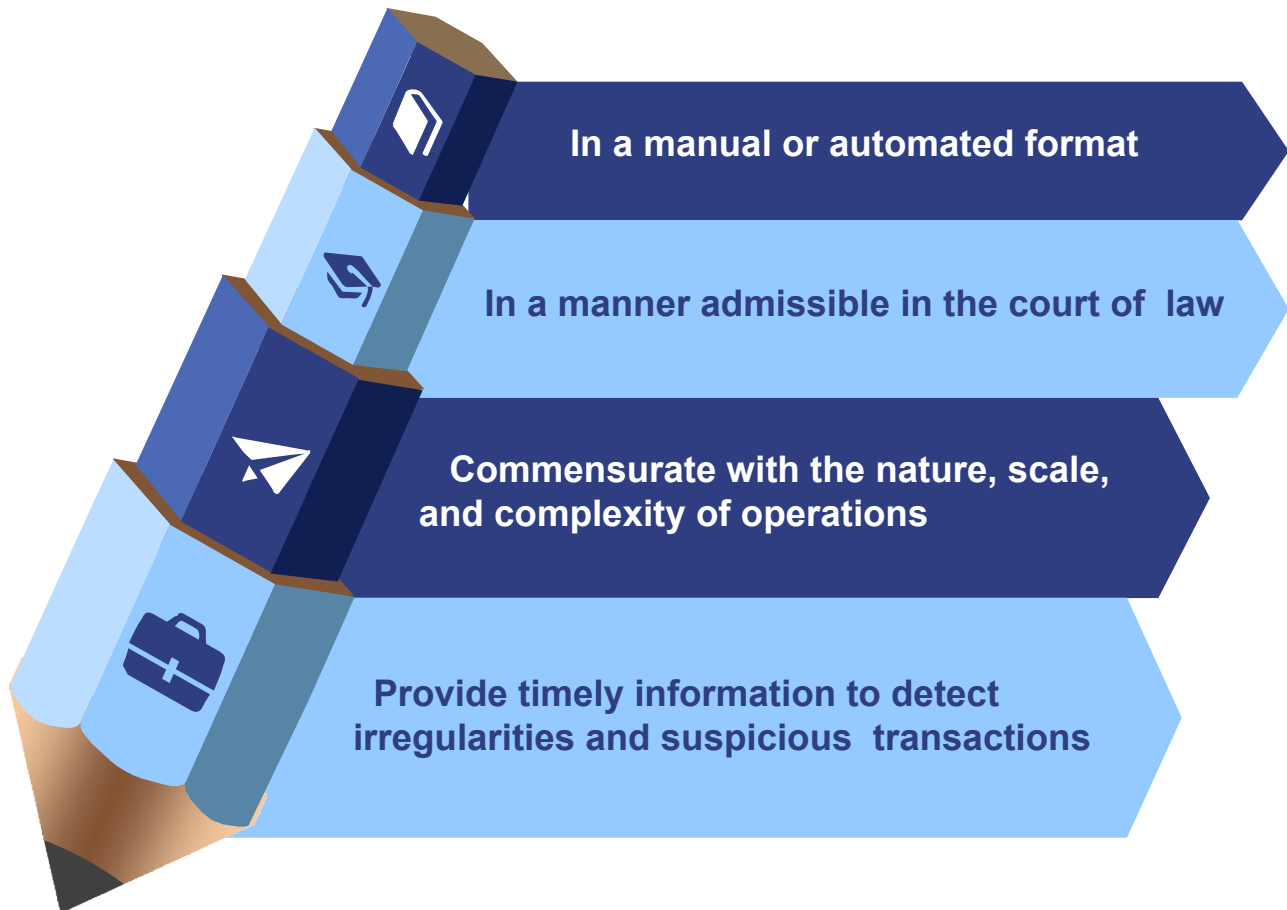 In a manual or automated format
In a manner admissible in the court of  law
Commensurate with the nature, scale,
and complexity of operations
Provide timely information to detect
irregularities and suspicious  transactions